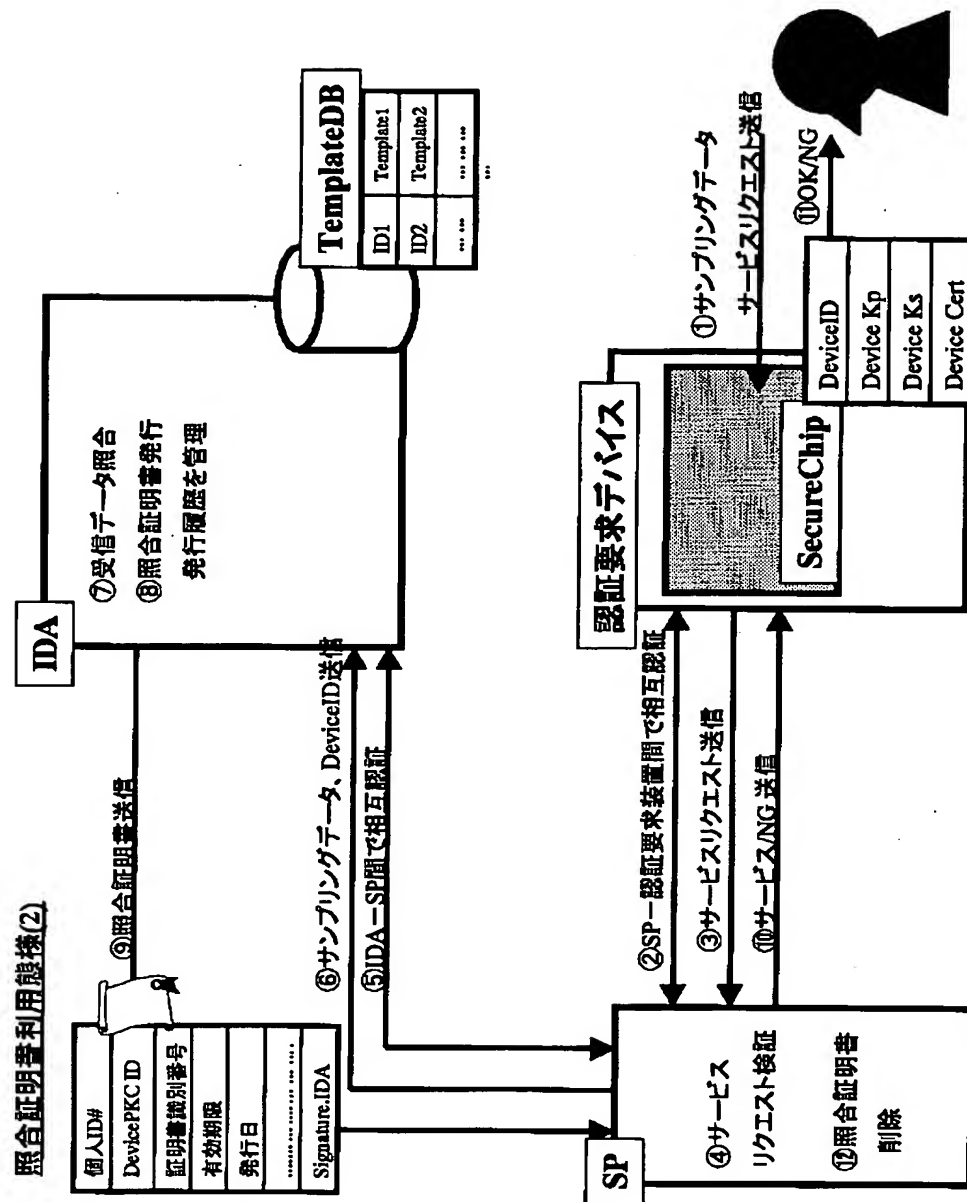 照合証明書利用態様(2)
個人ID#
DevicePKC ID
証明書識別番号
有効期限
発行日
………………
Signature.IDA
⑨照合証明書送信
IDA
⑦受信データ照合
⑧照合証明書発行
発行履歴を管理
TemplateDB
ID1
Template1
ID2
Template2
……
……
…
⑥サンプリングデータ、DeviceID送信
⑤IDA－SP間で相互認証
SP
④サービス
リクエスト検証
⑫照合証明書
削除
②SP－認証要求装置間で相互認証
③サービスリクエスト送信
⑩サービス/NG 送信
認証要求デバイス
SecureChip
DeviceID
Device Kp
Device Ks
Device Cert
①サンプリングデータ
サービスリクエスト送信
⑪OK/NG